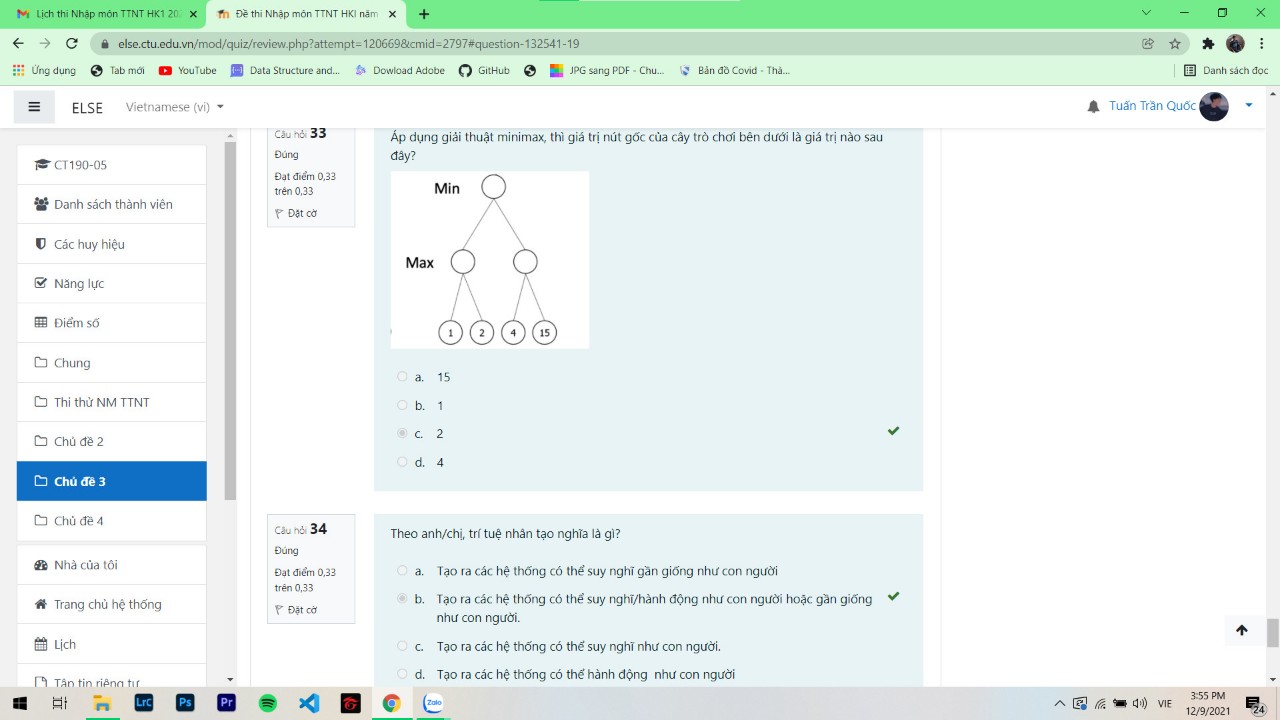 Lịch thi Nhập môn TTNT HK1 202
Đề thi Nhập môn TTNT HKI năm
else.ctu.edu.vn/mod/quiz/review.php?attempt=120669&cmid=2797#question-132541-19
Ứng dụng
Tab mới
YouTube
Data Structure and...
Dowload Adobe
GitHub
JPG sang PDF - Chu...
Bản đồ Covid - Thả...
Danh sách đọc
ELSE
Vietnamese (vi)
Tuấn Trần Quốc
CT190-05
Danh sách thành viên
Các huy hiệu
Năng lực
Điểm số
Chung
Thi thử NM TTNT
Chủ đề 2
Chủ đề 3
Chủ đề 4
Nhà của tôi
Trang chủ hệ thống
Lịch
Tập tin riêng tư
Câu hỏi 33
Đúng
Đạt điểm 0,33
trên 0,33
Đặt cờ
Áp dụng giải thuật minimax, thì giá trị nút gốc của cây trò chơi bên dưới là giá trị nào sau
đây?
Min
Max
1 2 4 15
a. 15
b. 1
c. 2
d. 4
Câu hỏi 34
Đúng
Đạt điểm 0,33
trên 0,33
Đặt cờ
Theo anh/chị, trí tuệ nhân tạo nghĩa là gì?
a. Tạo ra các hệ thống có thể suy nghĩ gần giống như con người
b. Tạo ra các hệ thống có thể suy nghĩ/hành động như con người hoặc gần giống
như con người.
c. Tạo ra các hệ thống có thể suy nghĩ như con người.
d. Tạo ra các hệ thống có thể hành động như con người
LrC
Ps
Pr
Zalo
VIE
3:55 PM
12/9/2021
24